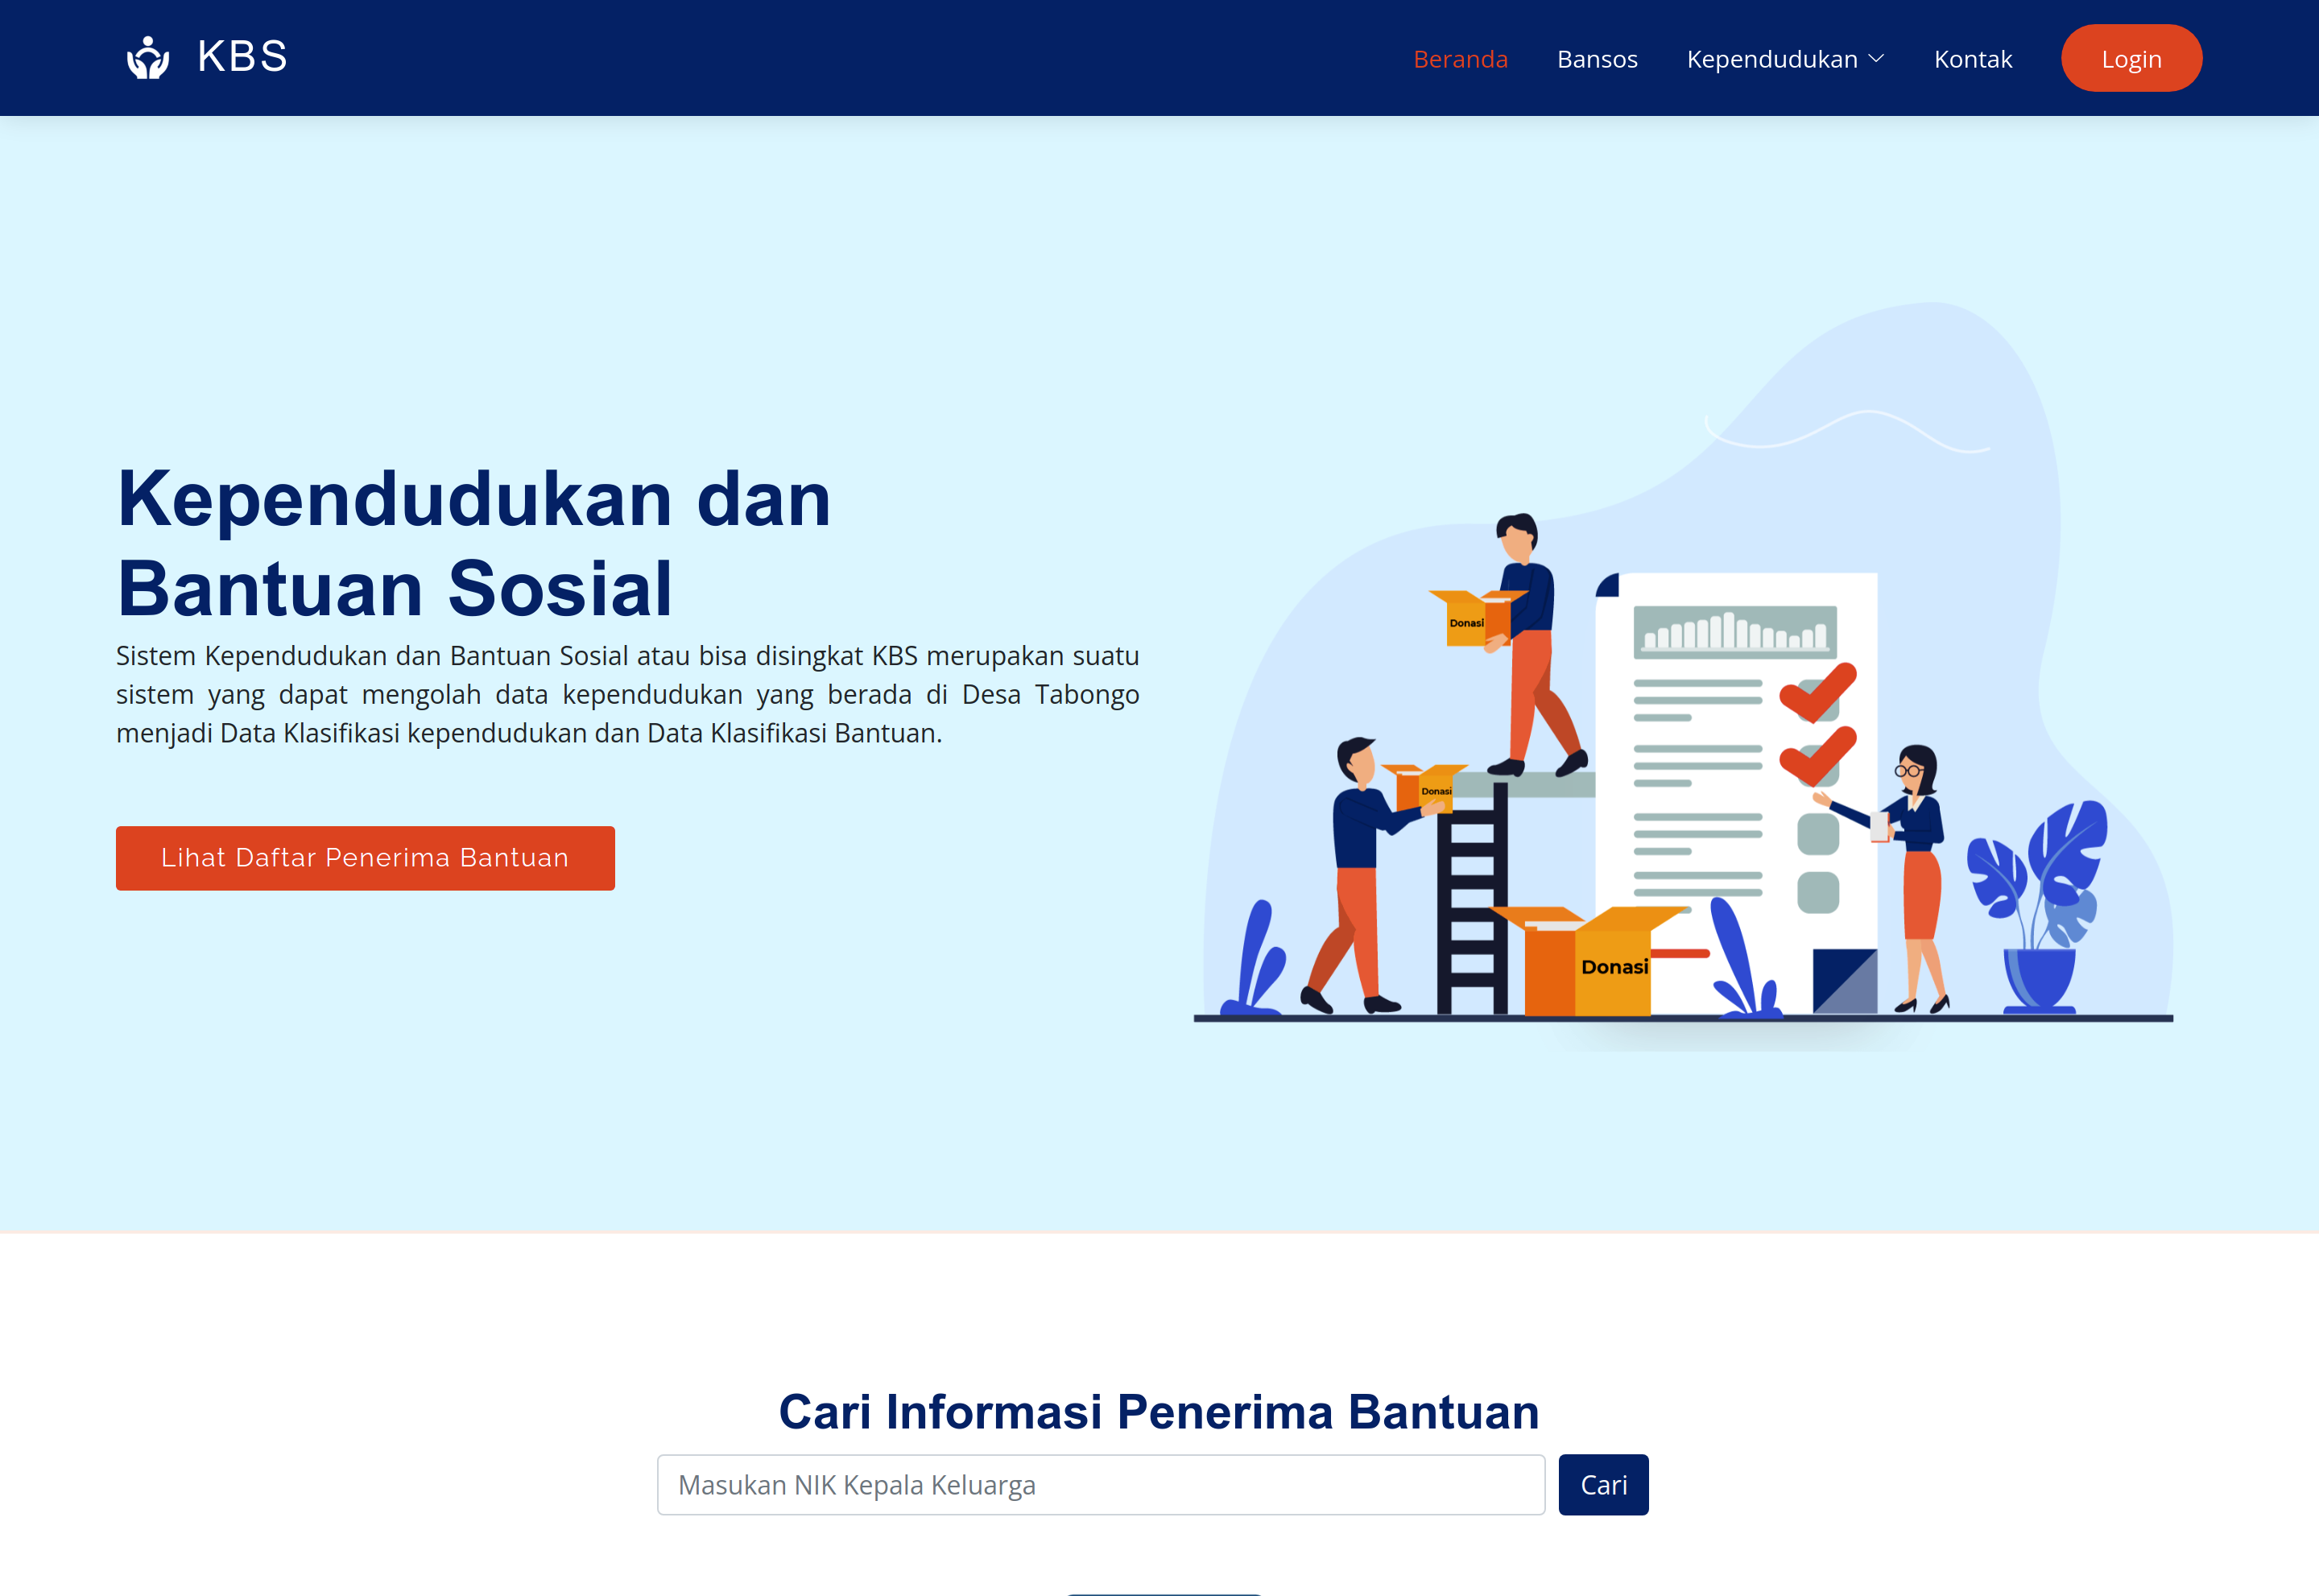 KBS
Beranda
Bansos
Kependudukan
Kontak
Login
Kependudukan dan
Bantuan Sosial
Sistem Kependudukan dan Bantuan Sosial atau bisa disingkat KBS merupakan suatu
sistem yang dapat mengolah data kependudukan yang berada di Desa Tabongo
menjadi Data Klasifikasi kependudukan dan Data Klasifikasi Bantuan.
Lihat Daftar Penerima Bantuan
Donasi
Donasi
Donasi
Cari Informasi Penerima Bantuan
Masukan NIK Kepala Keluarga
Cari